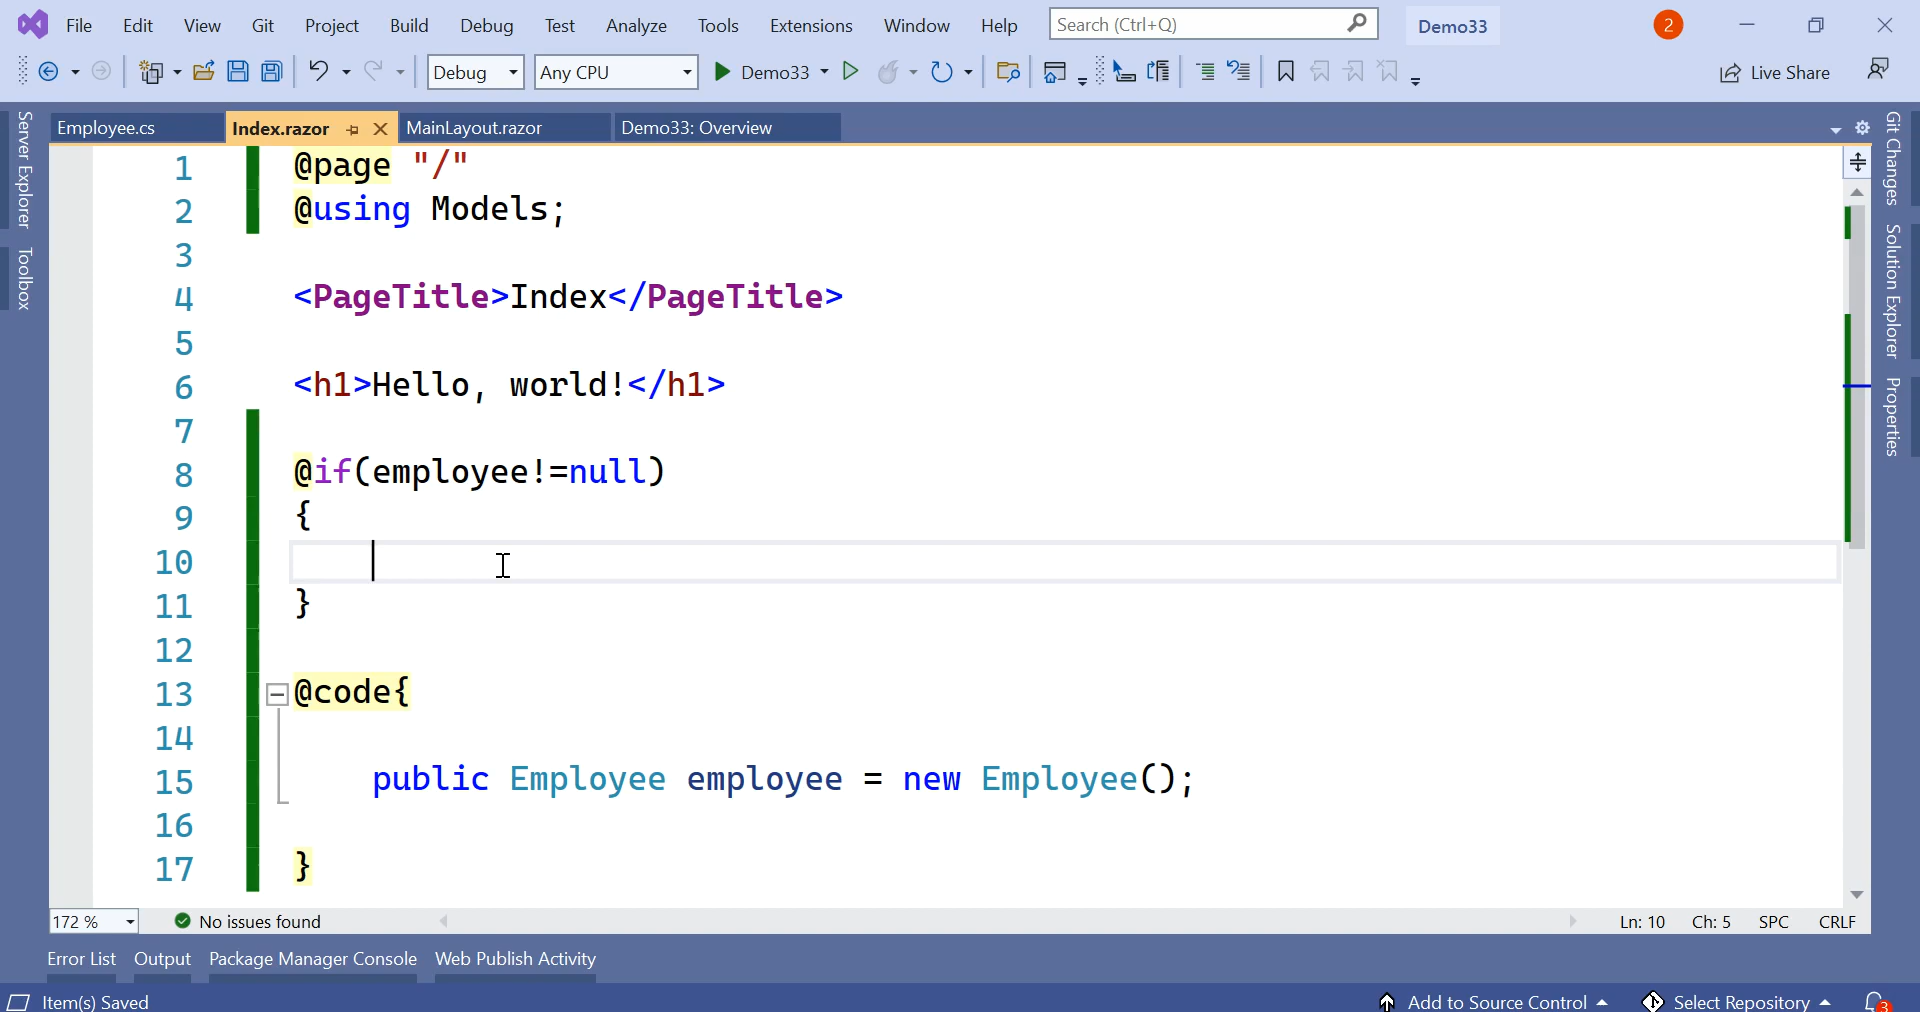 File Edit View Git Project Build Debug Test Analyze Tools Extensions Window Help Search (Ctrl+Q) Demo33 2
Debug Any CPU Demo33 Live Share
Employee.cs Index.razor MainLayout.razor Demo33: Overview
Server Explorer
Toolbox
Git Changes
Solution Explorer
Properties
1 @page "/"
2 @using Models;
3
4 <PageTitle>Index</PageTitle>
5
6 <h1>Hello, world!</h1>
7
8 @if(employee!=null)
9 {
10
11 }
12
13 @code{
14
15 public Employee employee = new Employee();
16
17 }
172 % No issues found Ln: 10 Ch: 5 SPC CRLF
Error List Output Package Manager Console Web Publish Activity
Item(s) Saved Add to Source Control Select Repository 3